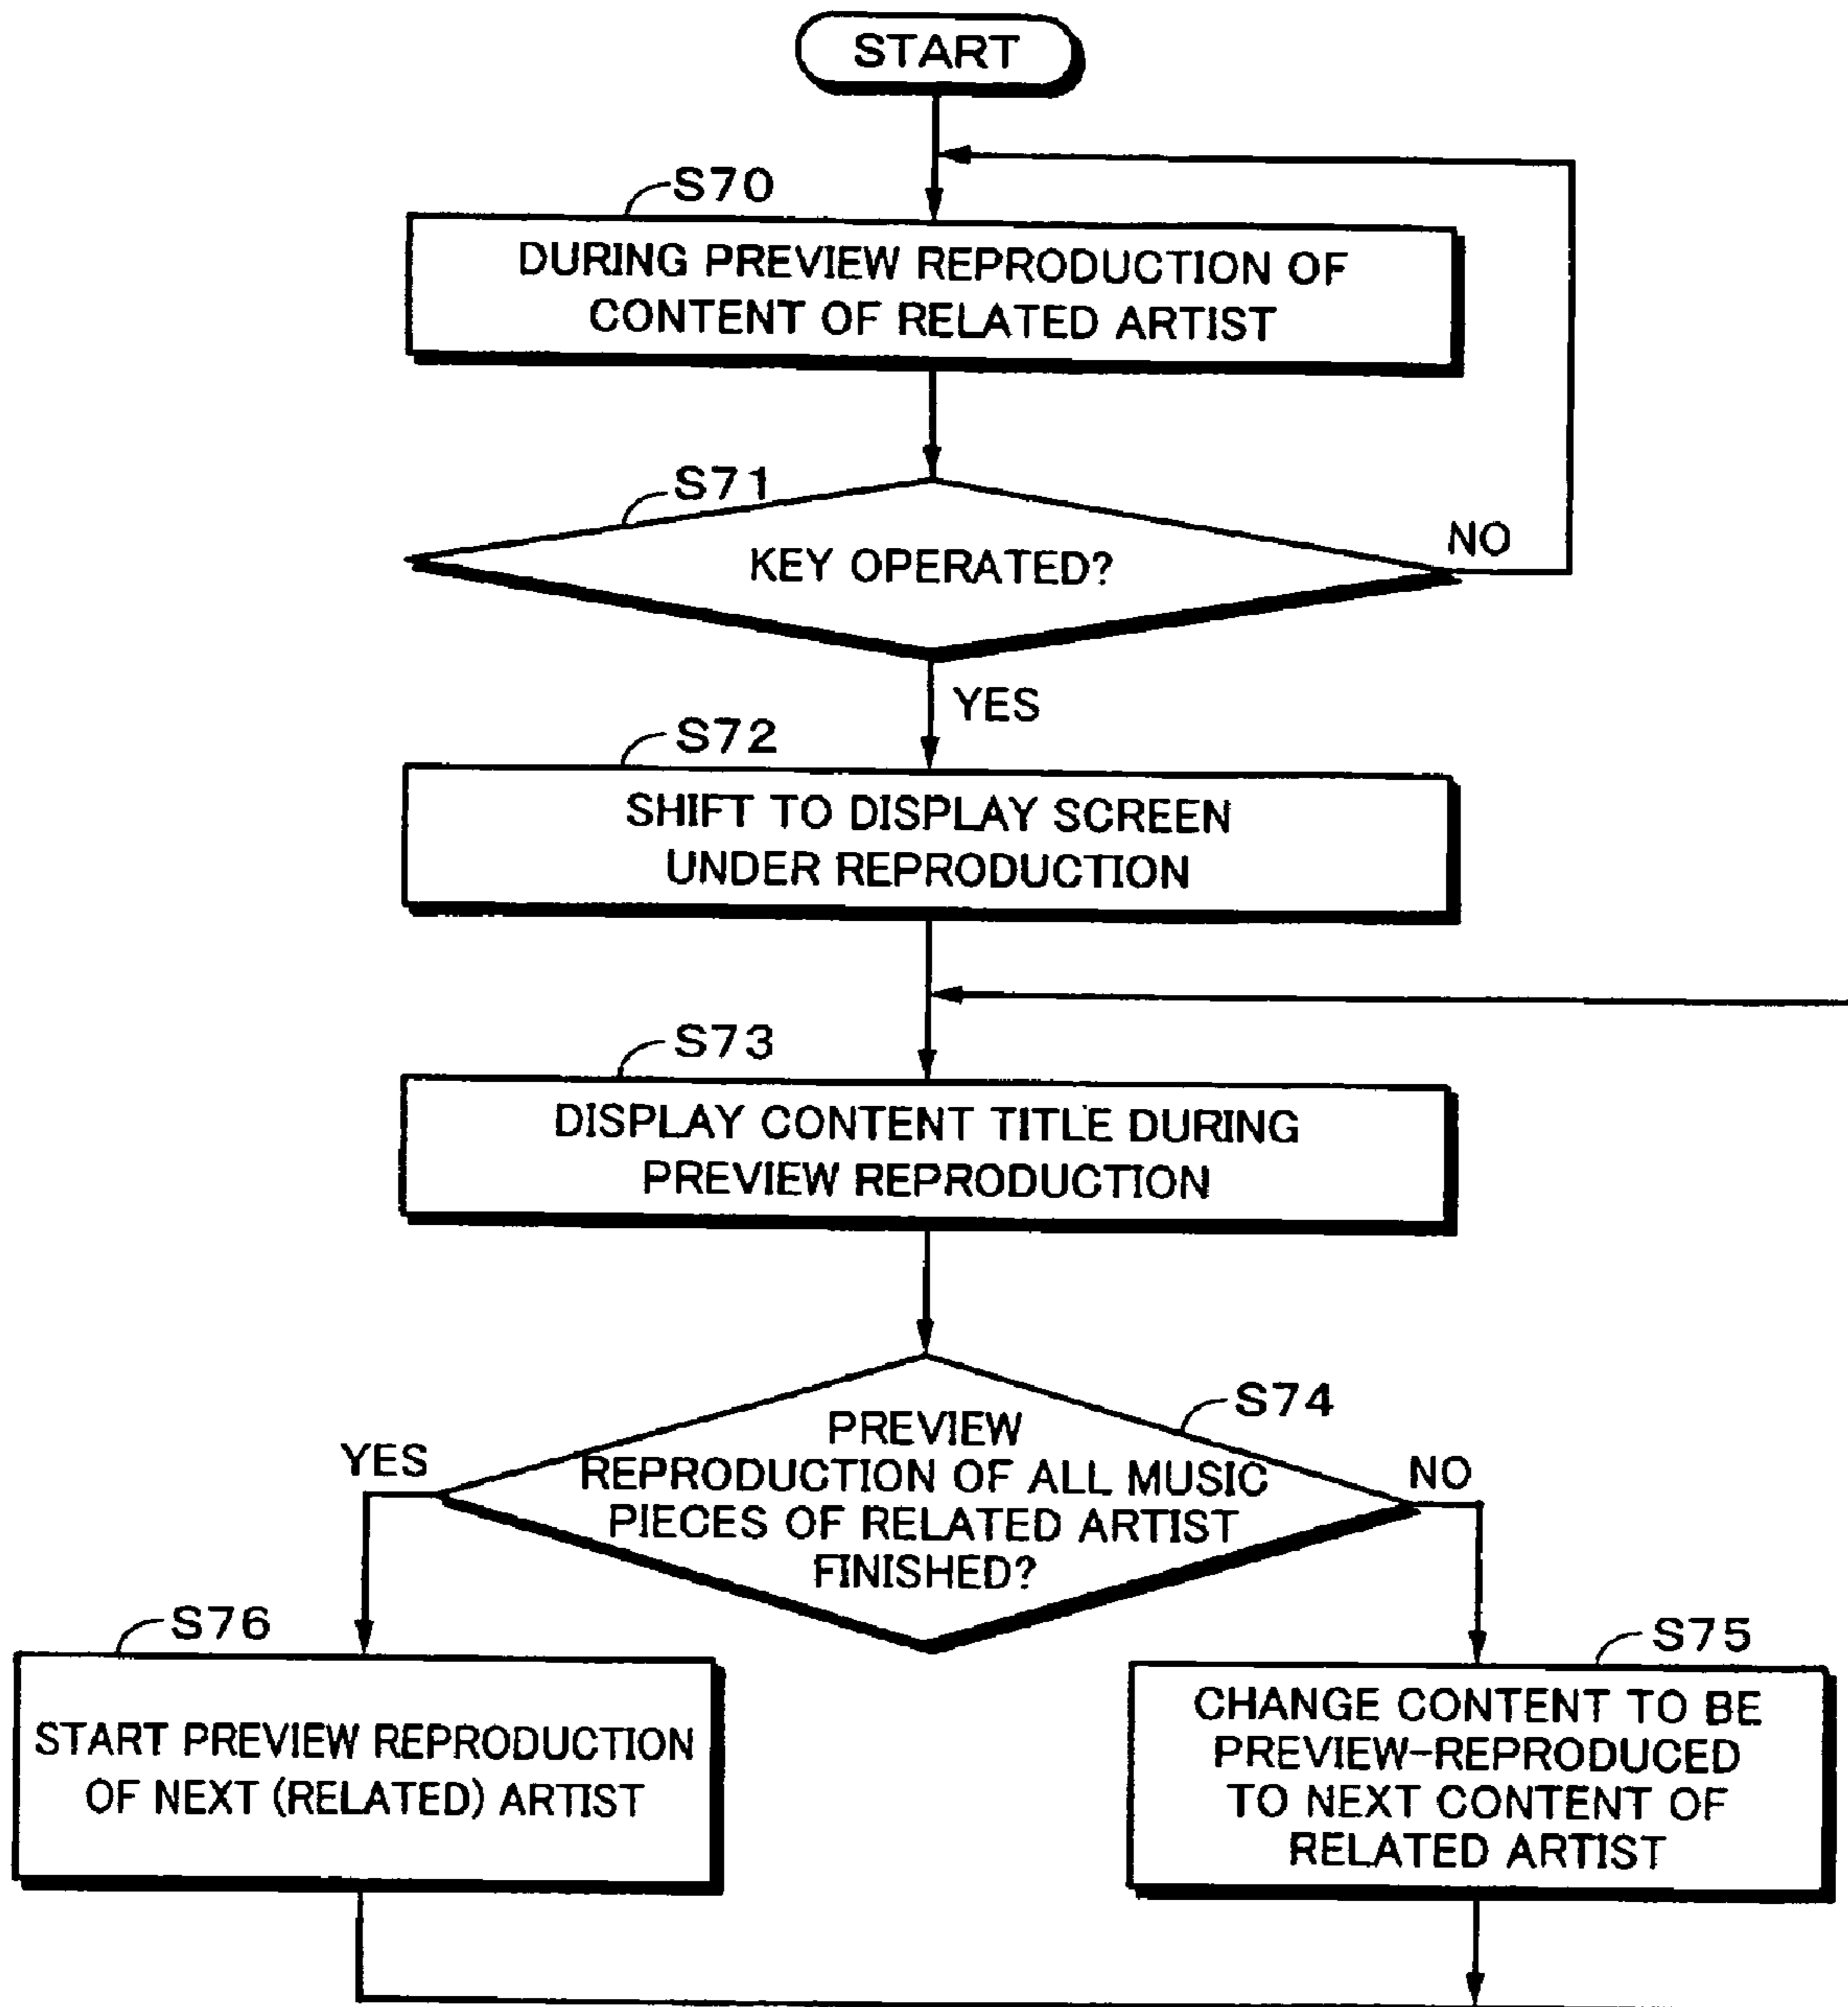 START
S70
DURING PREVIEW REPRODUCTION OF
CONTENT OF RELATED ARTIST
S71
KEY OPERATED?
NO
YES
S72
SHIFT TO DISPLAY SCREEN
UNDER REPRODUCTION
S73
DISPLAY CONTENT TITLE DURING
PREVIEW REPRODUCTION
S74
PREVIEW
REPRODUCTION OF ALL MUSIC
PIECES OF RELATED ARTIST
FINISHED?
YES
NO
S76
START PREVIEW REPRODUCTION
OF NEXT (RELATED) ARTIST
S75
CHANGE CONTENT TO BE
PREVIEW-REPRODUCED
TO NEXT CONTENT OF
RELATED ARTIST